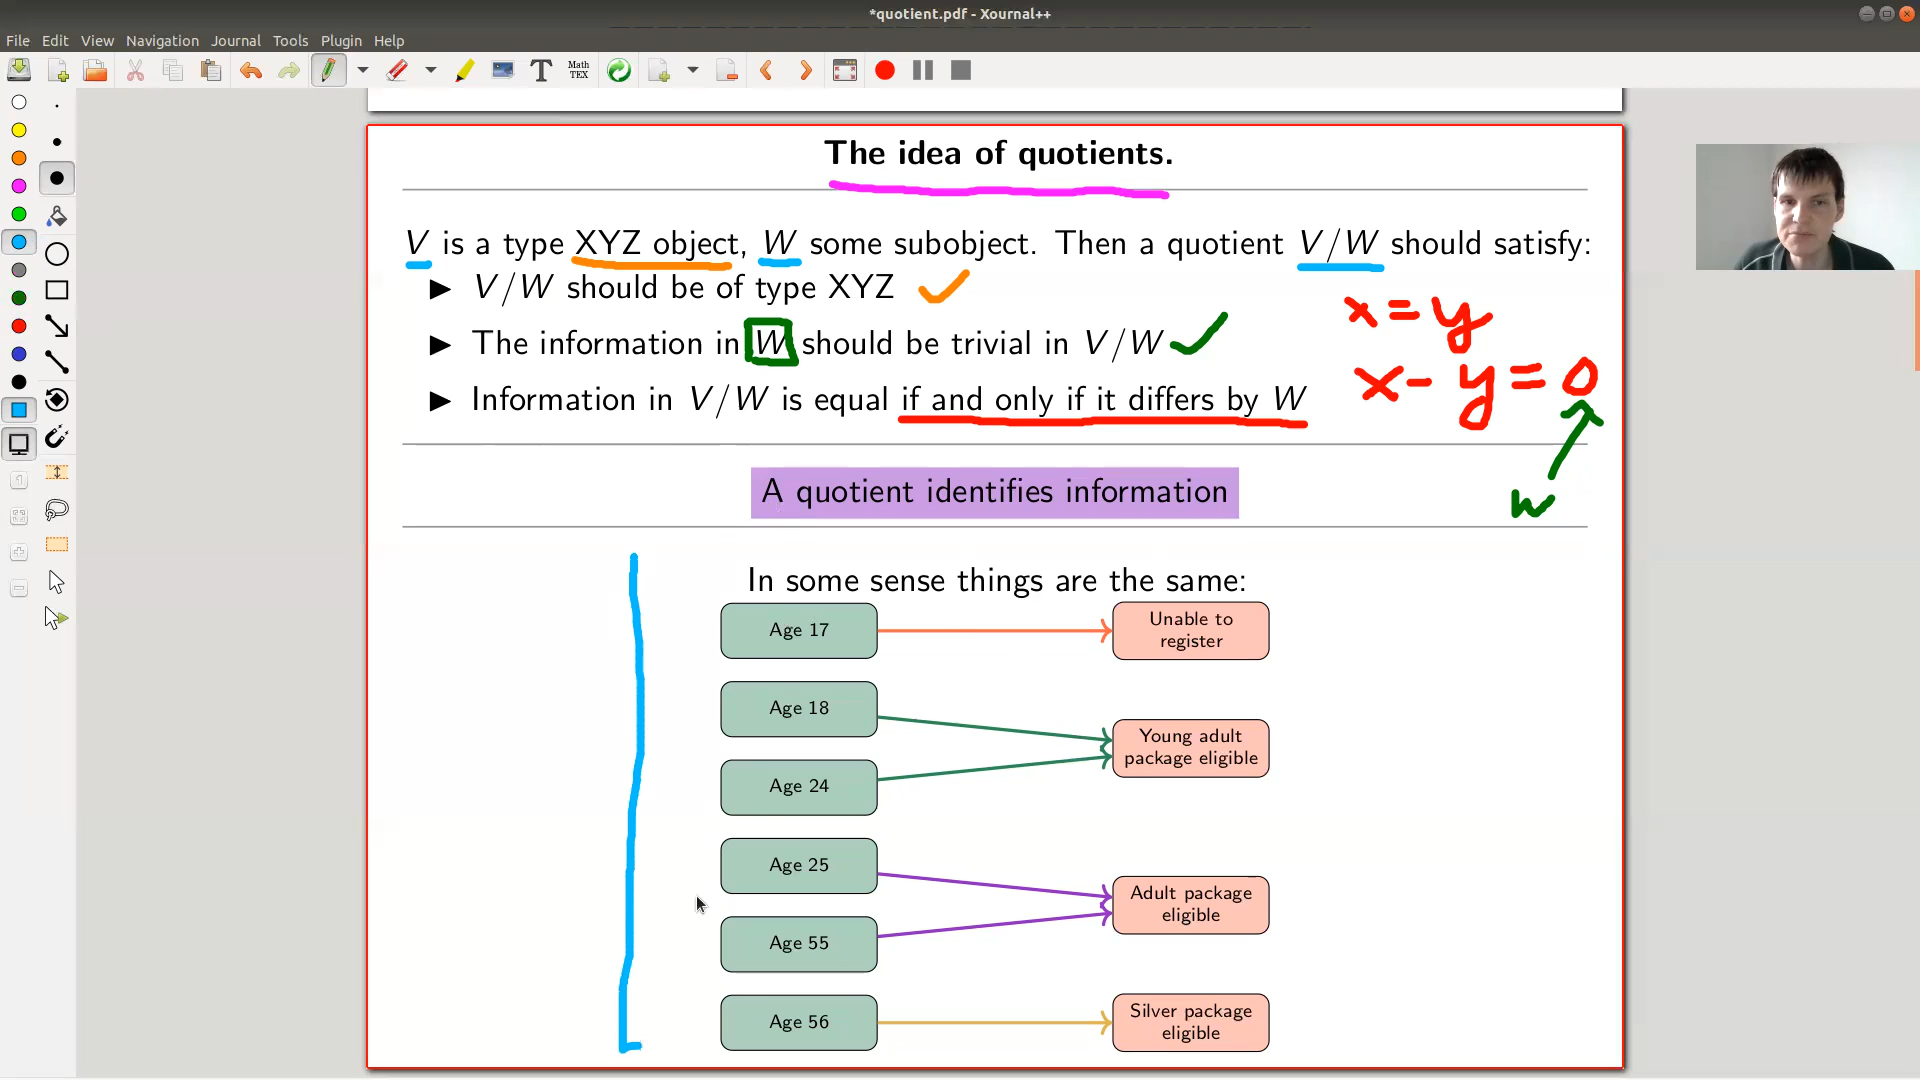 *quotient.pdf - Xournal++
File Edit View Navigation Journal Tools Plugin Help
T Math TEX
The idea of quotients.
V is a type XYZ object, W some subobject. Then a quotient V/W should satisfy:
▶ V/W should be of type XYZ
▶ The information in W should be trivial in V/W
▶ Information in V/W is equal if and only if it differs by W
x = y
x - y = 0
W
A quotient identifies information
In some sense things are the same:
Age 17
Unable to
register
Age 18
Young adult
package eligible
Age 24
Age 25
Adult package
eligible
Age 55
Age 56
Silver package
eligible